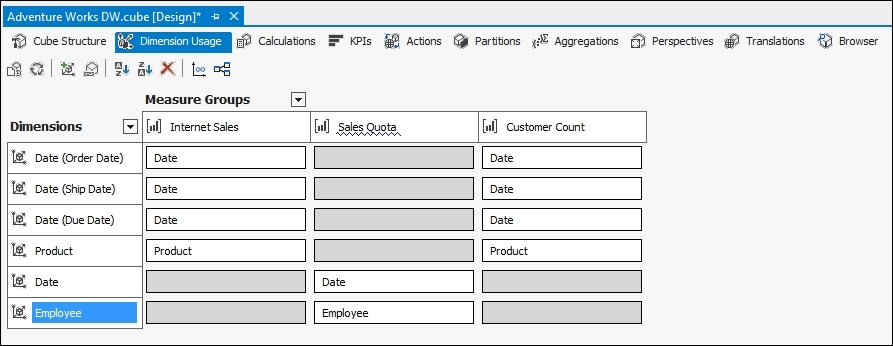 Adventure Works DW.cube [Design]*
Cube Structure Dimension Usage Calculations KPIs Actions Partitions Aggregations Perspectives Translations Browser
Measure Groups
Dimensions Internet Sales Sales Quota Customer Count
Date (Order Date) Date Date
Date (Ship Date) Date Date
Date (Due Date) Date Date
Product Product Product
Date Date
Employee Employee